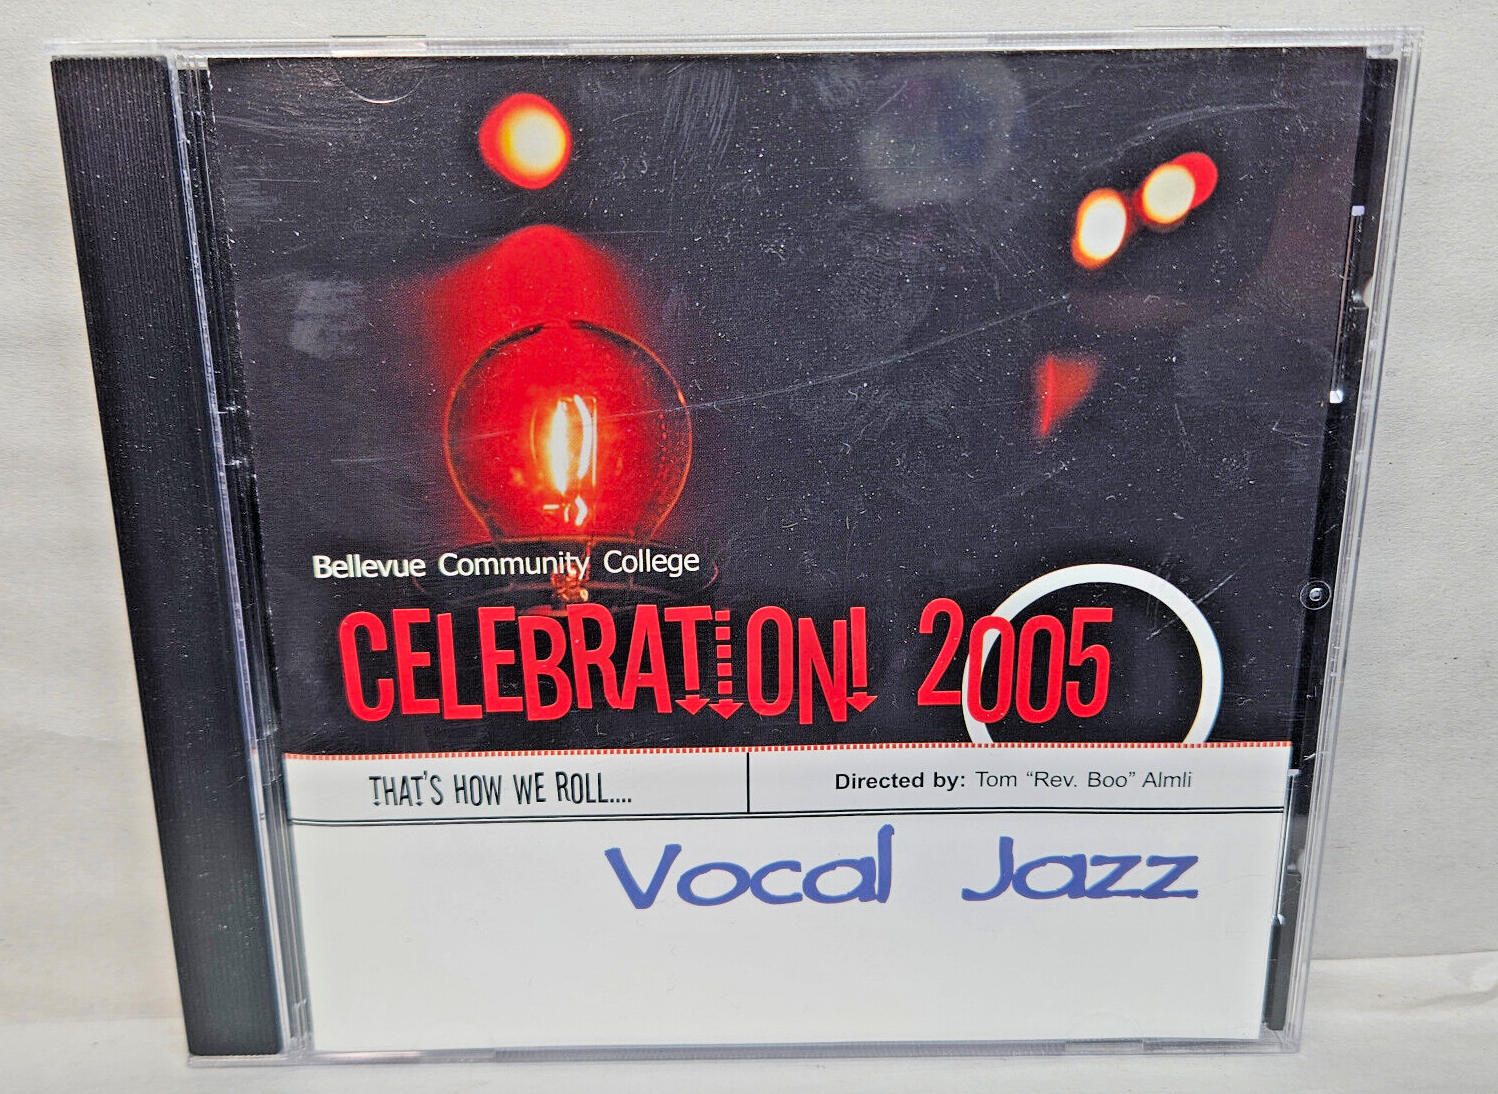 Bellevue Community College
CELEBRATION! 2005
THAT'S HOW WE ROLL....
Directed by: Tom “Rev. Boo” Almli
Vocal Jazz